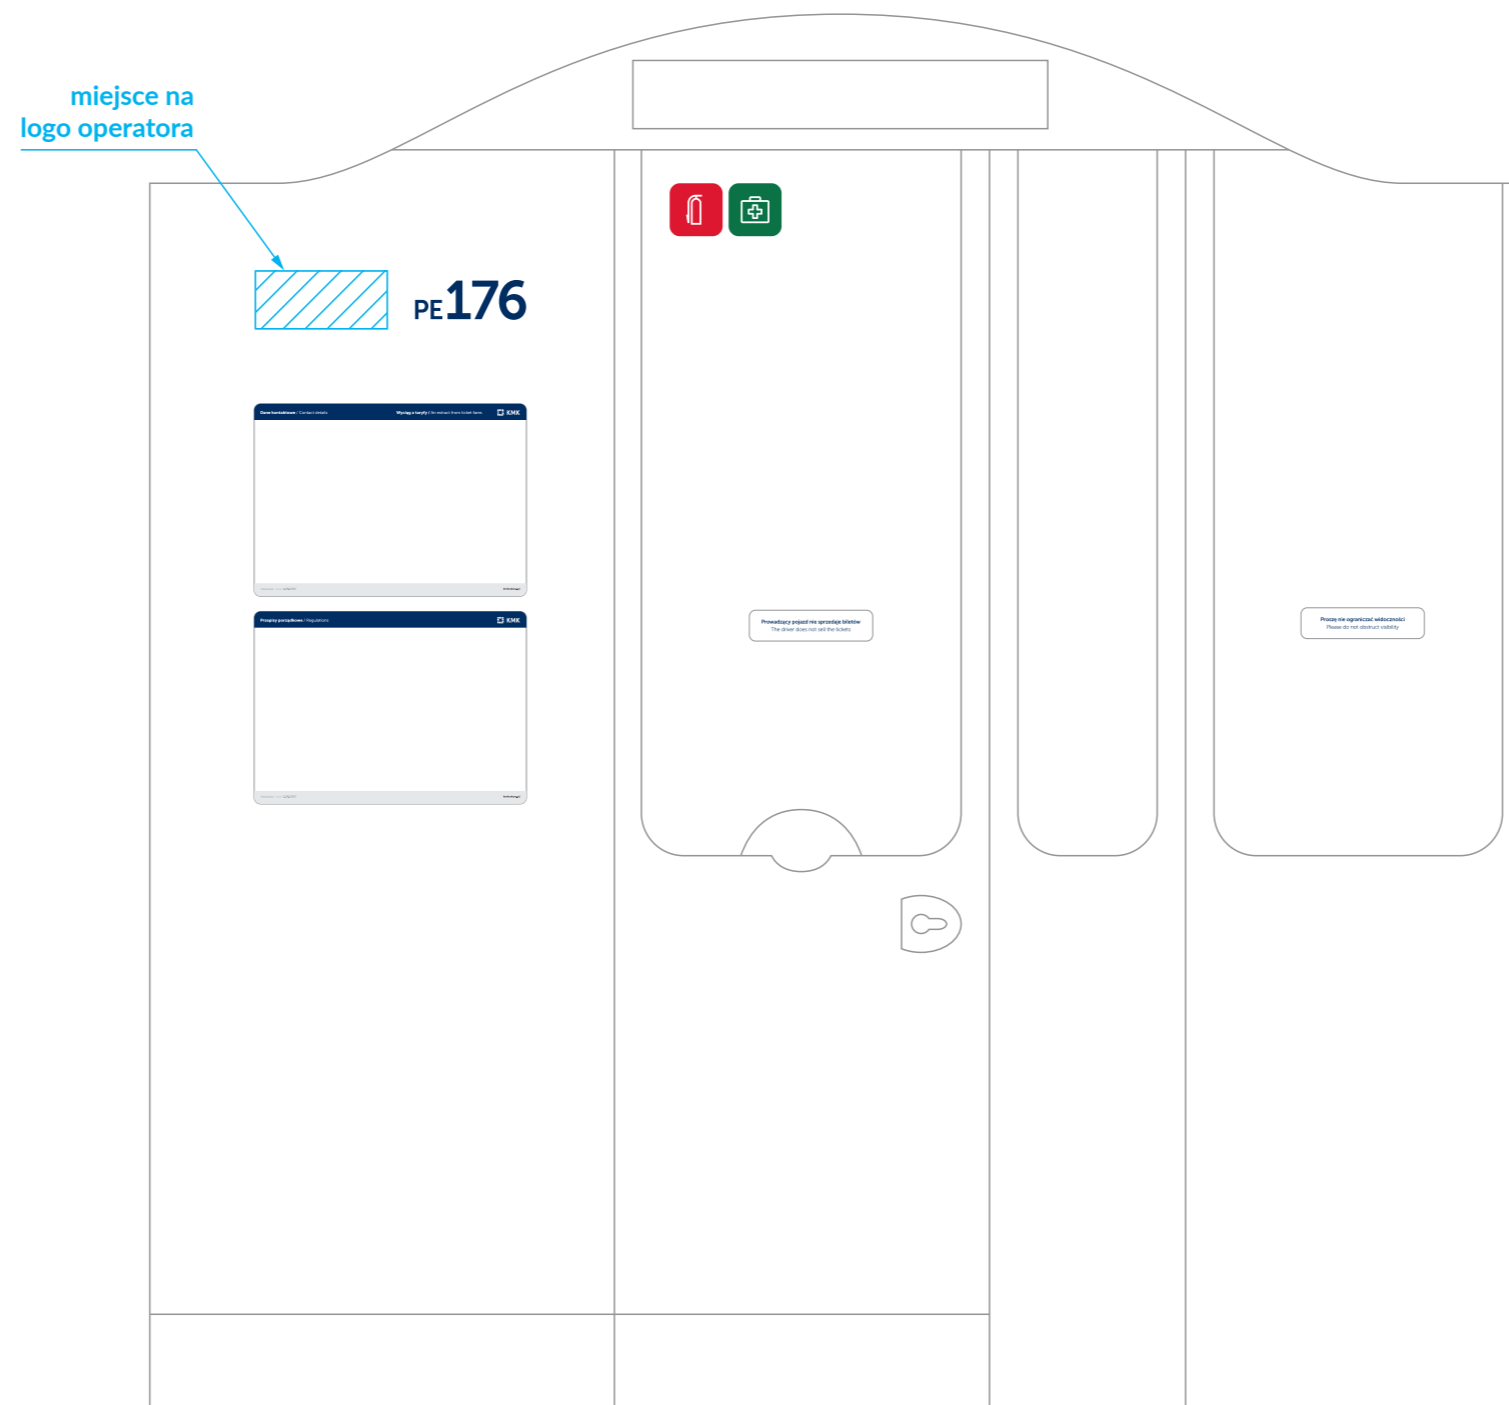 miejsce na
logo operatora
PE176
Dane kontaktowe / Contact details
Wyciąg z taryfy / An extract from ticket fares
KMK
Przepisy porządkowe / Regulations
KMK
Prowadzący pojazd nie sprzedaje biletów
The driver does not sell the tickets
Proszę nie ograniczać widoczności
Please do not obstruct visibility